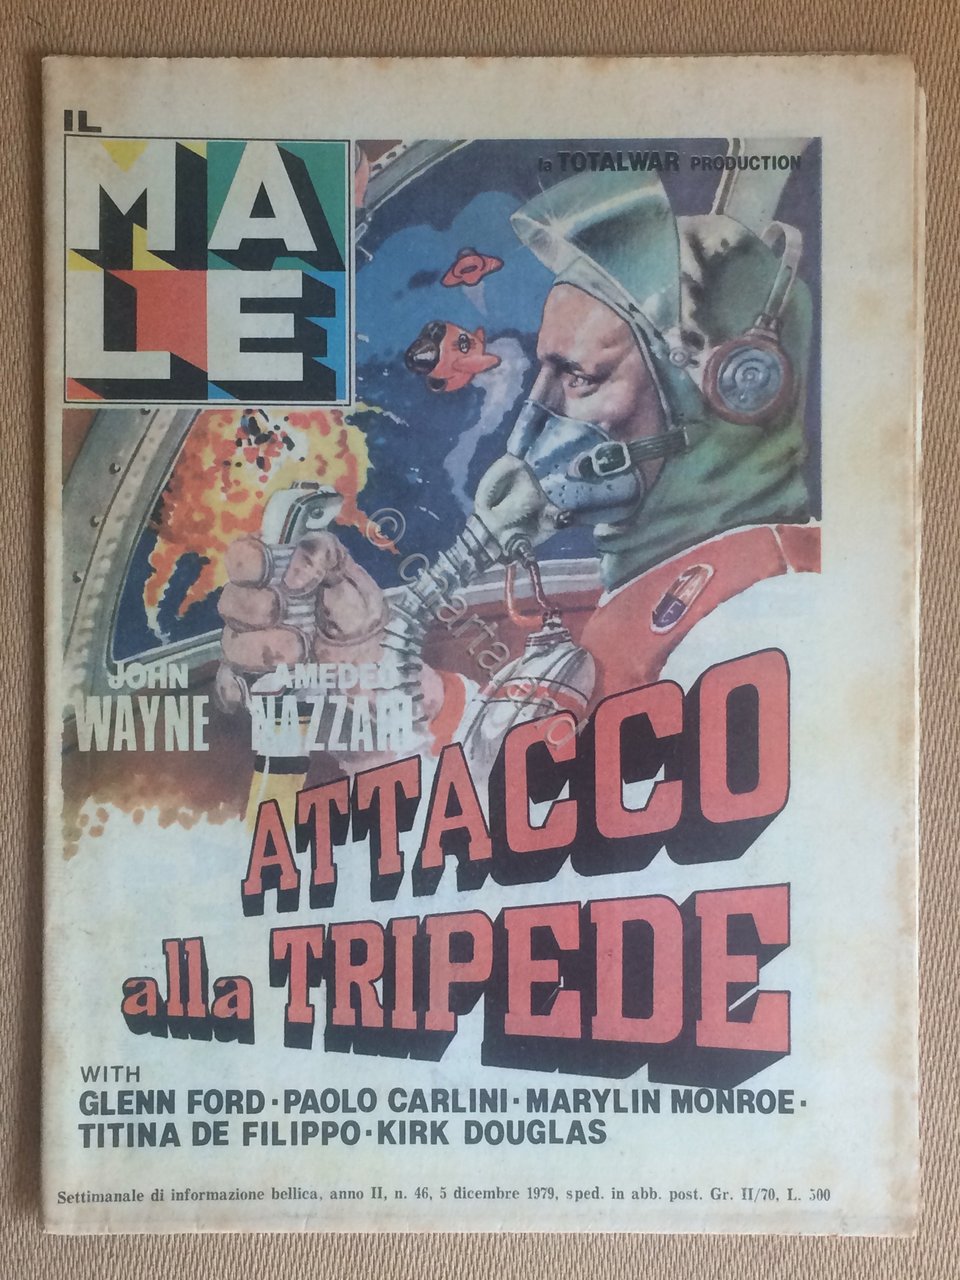 IL
MA
LE
la TOTALWAR PRODUCTION
© Carta.ed
JOHN
WAYNE
AMEDEO
NAZZARI
ATTACCO
alla TRIPEDE
WITH
GLENN FORD · PAOLO CARLINI · MARYLIN MONROE ·
TITINA DE FILIPPO · KIRK DOUGLAS
Settimanale di informazione bellica, anno II, n. 46, 5 dicembre 1979, sped. in abb. post. Gr. II/70, L. 500